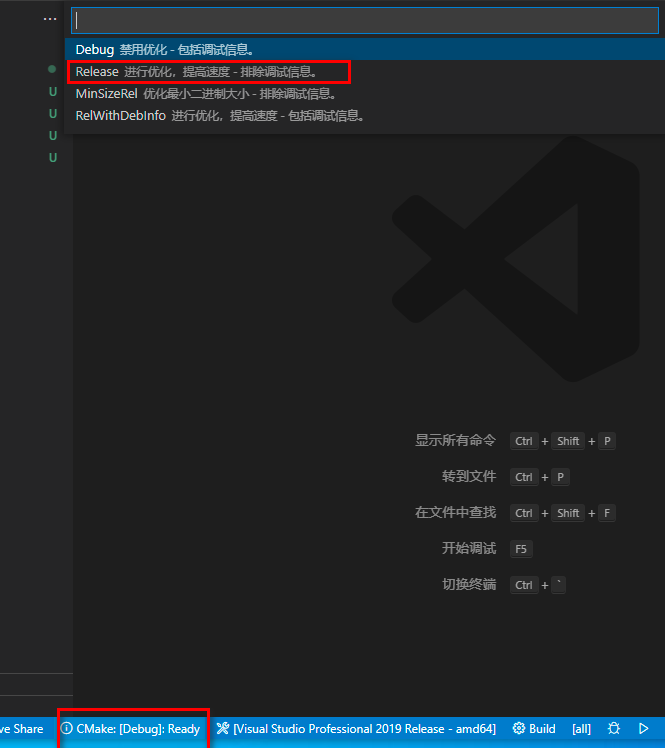 ···
Debug 禁用优化 - 包括调试信息。
Release 进行优化，提高速度 - 排除调试信息。
MinSizeRel 优化最小二进制大小 - 排除调试信息。
RelWithDebInfo 进行优化，提高速度 - 包括调试信息。
U
U
U
U
显示所有命令 Ctrl + Shift + P
转到文件 Ctrl + P
在文件中查找 Ctrl + Shift + F
开始调试 F5
切换终端 Ctrl + `
ve Share CMake: [Debug]: Ready [Visual Studio Professional 2019 Release - amd64] Build [all]